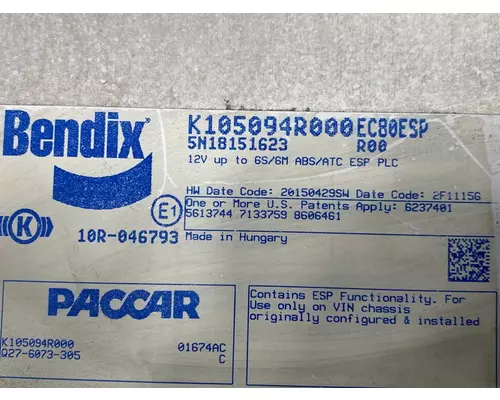 Bendix
K105094R000 EC80ESP
5N18151623 R00
12V up to 6S/6M ABS/ATC ESP PLC
HW Date Code: 20150429SW Date Code: 2F1115G
One or More U.S. Patents Apply: 6237401
5613744 7133759 8606461
E1
K
10R-046793 Made in Hungary
PACCAR
K105094R000 01674AC
Q27-6073-305 C
Contains ESP Functionality. For
Use only on VIN chassis
originally configured & installed